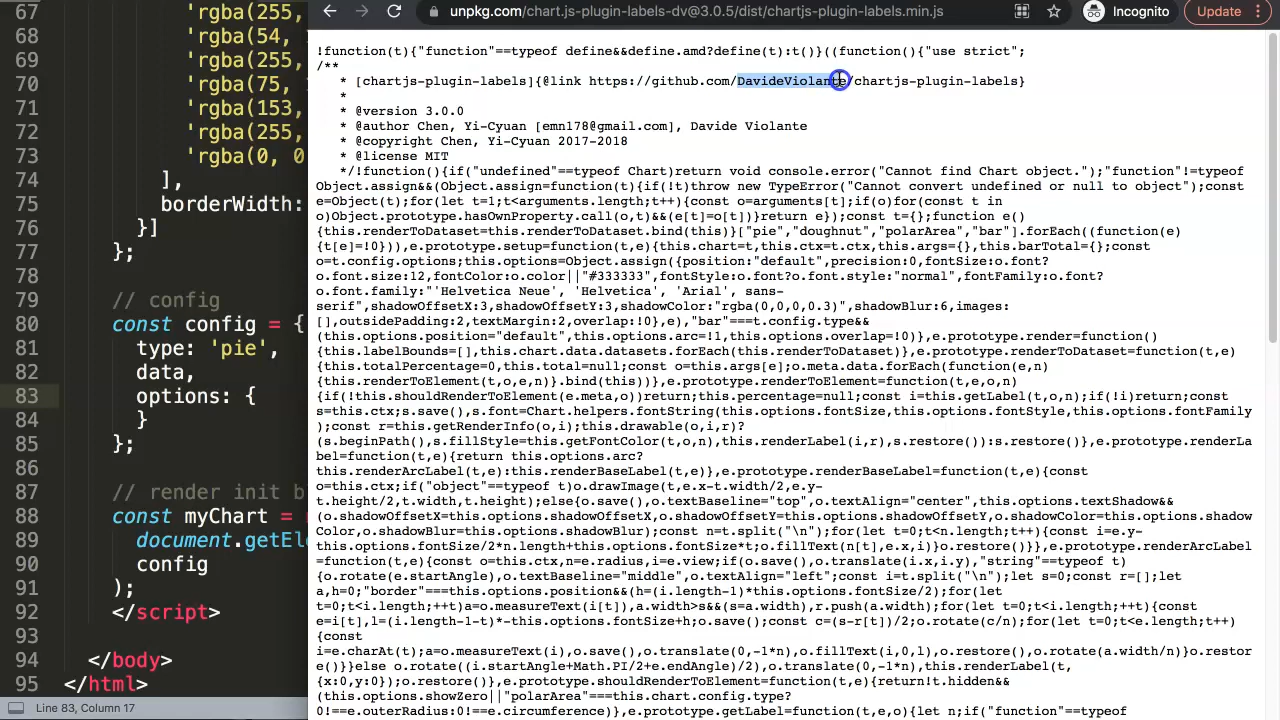 67
68
69
70
71
72
73
74
75
76
77
78
79
80
81
82
83
84
85
86
87
88
89
90
91
92
93
94
95
'rgba(255,
'rgba(54,
'rgba(255,
'rgba(75,
'rgba(153,
'rgba(255,
'rgba(0, 0
],
borderWidth:
}]
};
// config
const config = {
type: 'pie',
data,
options: {
}
};
// render init b
const myChart =
document.getEle
config
);
</script>
</body>
</html>
Line 83, Column 17
unpkg.com/chart.js-plugin-labels-dv@3.0.5/dist/chartjs-plugin-labels.min.js
Incognito
Update
!function(t){"function"==typeof define&&define.amd?define(t):t()}((function(){"use strict";
/**
* [chartjs-plugin-labels]{@link https://github.com/DavideViolante/chartjs-plugin-labels}
*
* @version 3.0.0
* @author Chen, Yi-Cyuan [emn178@gmail.com], Davide Violante
* @copyright Chen, Yi-Cyuan 2017-2018
* @license MIT
*/!function(){if("undefined"==typeof Chart)return void console.error("Cannot find Chart object.");"function"!=typeof
Object.assign&&(Object.assign=function(t){if(!t)throw new TypeError("Cannot convert undefined or null to object");const
e=Object(t);for(let t=1;t<arguments.length;t++){const o=arguments[t];if(o)for(const t in
o)Object.prototype.hasOwnProperty.call(o,t)&&(e[t]=o[t])}return e});const t={};function e()
{this.renderToDataset=this.renderToDataset.bind(this)}["pie","doughnut","polarArea","bar"].forEach((function(e)
{t[e]=!0})),e.prototype.setup=function(t,e){this.chart=t,this.ctx=t.ctx,this.args={},this.barTotal={};const
o=t.config.options;this.options=Object.assign({position:"default",precision:0,fontSize:o.font?
o.font.size:12,fontColor:o.color||"#333333",fontStyle:o.font?o.font.style:"normal",fontFamily:o.font?
o.font.family:"'Helvetica Neue', 'Helvetica', 'Arial', sans-
serif",shadowOffsetX:3,shadowOffsetY:3,shadowColor:"rgba(0,0,0,0.3)",shadowBlur:6,images:
[],outsidePadding:2,textMargin:2,overlap:!0},e),"bar"===t.config.type&&
(this.options.position="default",this.options.arc=!1,this.options.overlap=!0)},e.prototype.render=function()
{this.labelBounds=[],this.chart.data.datasets.forEach(this.renderToDataset)},e.prototype.renderToDataset=function(t,e)
{this.totalPercentage=0,this.total=null;const o=this.args[e];o.meta.data.forEach(function(e,n)
{this.renderToElement(t,o,e,n)}.bind(this))},e.prototype.renderToElement=function(t,e,o,n)
{if(!this.shouldRenderToElement(e.meta,o))return;this.percentage=null;const i=this.getLabel(t,o,n);if(!i)return;const
s=this.ctx;s.save(),s.font=Chart.helpers.fontString(this.options.fontSize,this.options.fontStyle,this.options.fontFamily
);const r=this.getRenderInfo(o,i);this.drawable(o,i,r)?
(s.beginPath(),s.fillStyle=this.getFontColor(t,o,n),this.renderLabel(i,r),s.restore()):s.restore()},e.prototype.renderLa
bel=function(t,e){return this.options.arc?
this.renderArcLabel(t,e):this.renderBaseLabel(t,e)},e.prototype.renderBaseLabel=function(t,e){const
o=this.ctx;if("object"==typeof t)o.drawImage(t,e.x-t.width/2,e.y-
t.height/2,t.width,t.height);else{o.save(),o.textBaseline="top",o.textAlign="center",this.options.textShadow&&
(o.shadowOffsetX=this.options.shadowOffsetX,o.shadowOffsetY=this.options.shadowOffsetY,o.shadowColor=this.options.shadow
Color,o.shadowBlur=this.options.shadowBlur);const n=t.split("\n");for(let t=0;t<n.length;t++){const i=e.y-
this.options.fontSize/2*n.length+this.options.fontSize*t;o.fillText(n[t],e.x,i)}o.restore()}},e.prototype.renderArcLabel
=function(t,e){const o=this.ctx,n=e.radius,i=e.view;if(o.save(),o.translate(i.x,i.y),"string"==typeof t)
{o.rotate(e.startAngle),o.textBaseline="middle",o.textAlign="left";const i=t.split("\n");let s=0;const r=[];let
a,h=0;"border"===this.options.position&&(h=(i.length-1)*this.options.fontSize/2);for(let
t=0;t<i.length;++t)a=o.measureText(i[t]),a.width>s&&(s=a.width),r.push(a.width);for(let t=0;t<i.length;++t){const
e=i[t],l=(i.length-1-t)*-this.options.fontSize+h;o.save();const c=(s-r[t])/2;o.rotate(c/n);for(let t=0;t<e.length;t++)
{const
i=e.charAt(t);a=o.measureText(i),o.save(),o.translate(0,-1*n),o.fillText(i,0,l),o.restore(),o.rotate(a.width/n)}o.restor
e()}}else o.rotate((i.startAngle+Math.PI/2+e.endAngle)/2),o.translate(0,-1*n),this.renderLabel(t,
{x:0,y:0});o.restore()},e.prototype.shouldRenderToElement=function(t,e){return!t.hidden&&
(this.options.showZero||"polarArea"===this.chart.config.type?
0!==e.outerRadius:0!==e.circumference)},e.prototype.getLabel=function(t,e,o){let n;if("function"==typeof